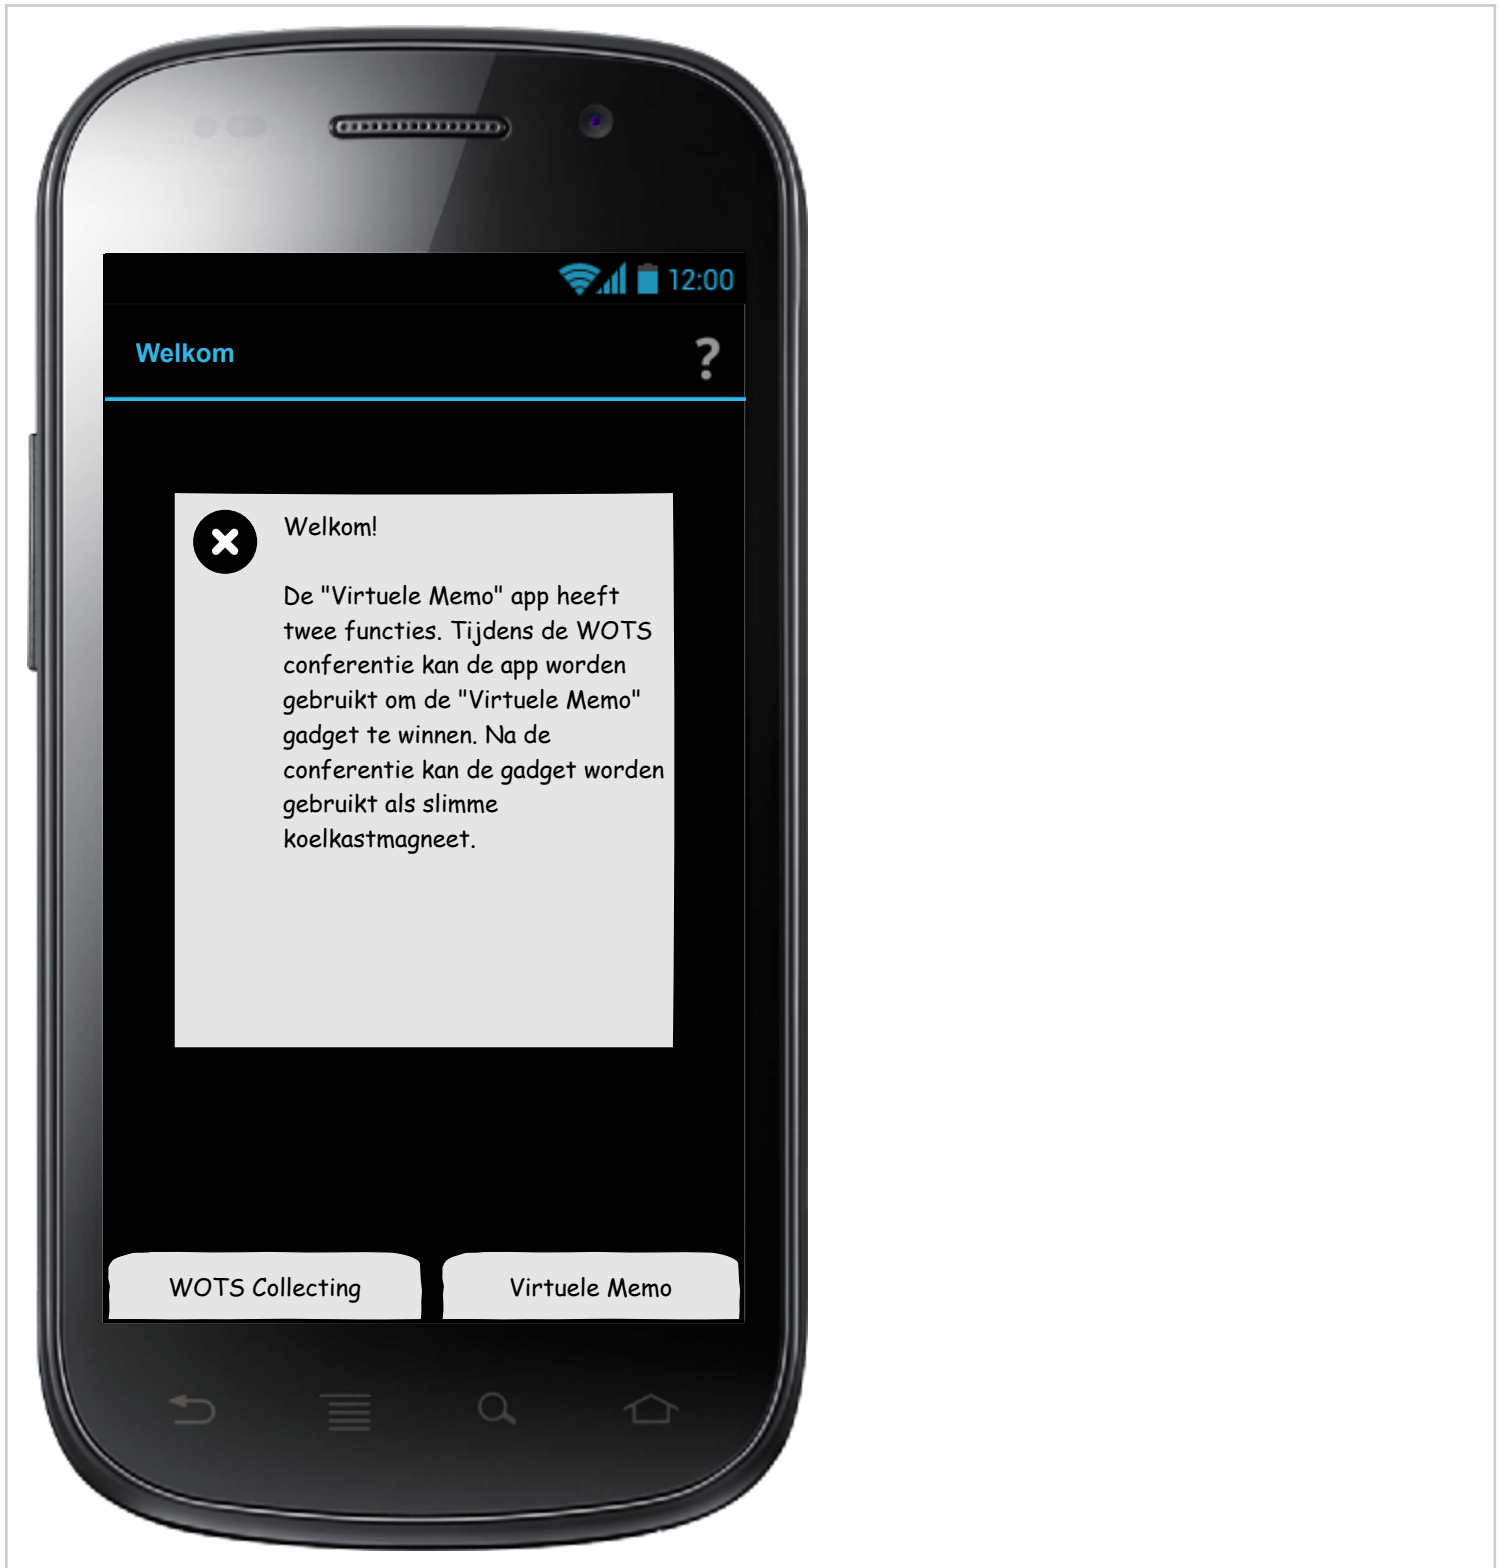 12:00
Welkom
?
Welkom!
De "Virtuele Memo" app heeft
twee functies. Tijdens de WOTS
conferentie kan de app worden
gebruikt om de "Virtuele Memo"
gadget te winnen. Na de
conferentie kan de gadget worden
gebruikt als slimme
koelkastmagneet.
WOTS Collecting
Virtuele Memo